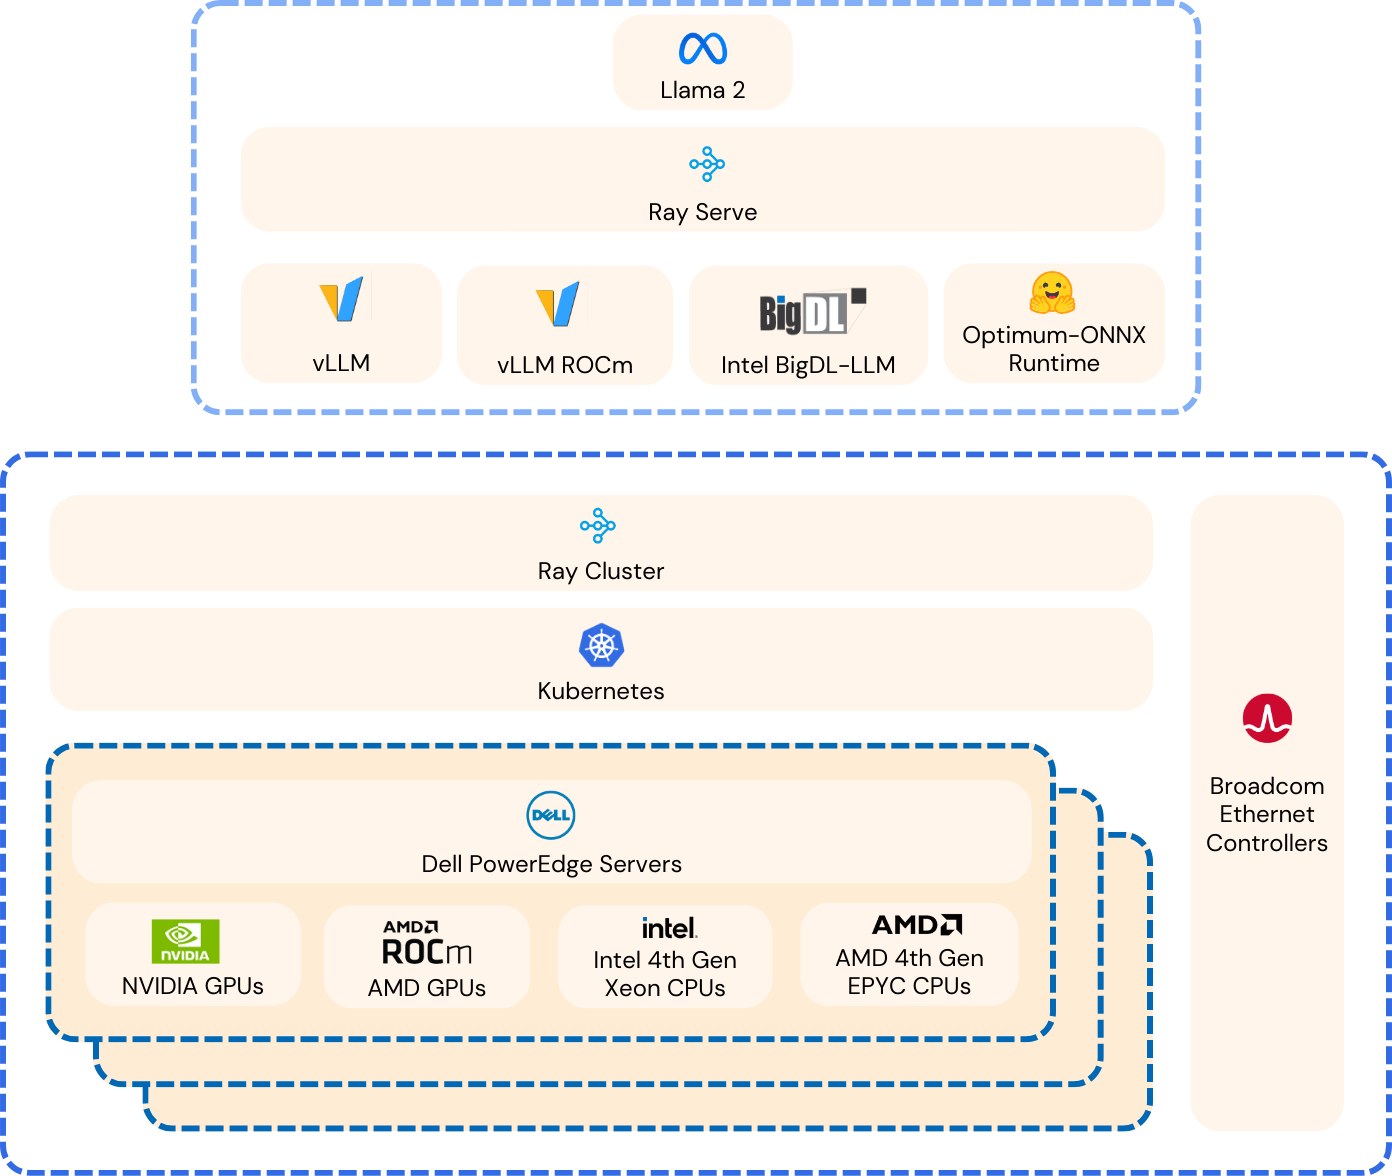 Llama 2
Ray Serve
vLLM
vLLM ROCm
BigDL
Intel BigDL-LLM
Optimum-ONNX
Runtime
Ray Cluster
Kubernetes
DELL
Dell PowerEdge Servers
NVIDIA
NVIDIA GPUs
AMD
ROCm
AMD GPUs
intel.
Intel 4th Gen
Xeon CPUs
AMD
AMD 4th Gen
EPYC CPUs
Broadcom
Ethernet
Controllers